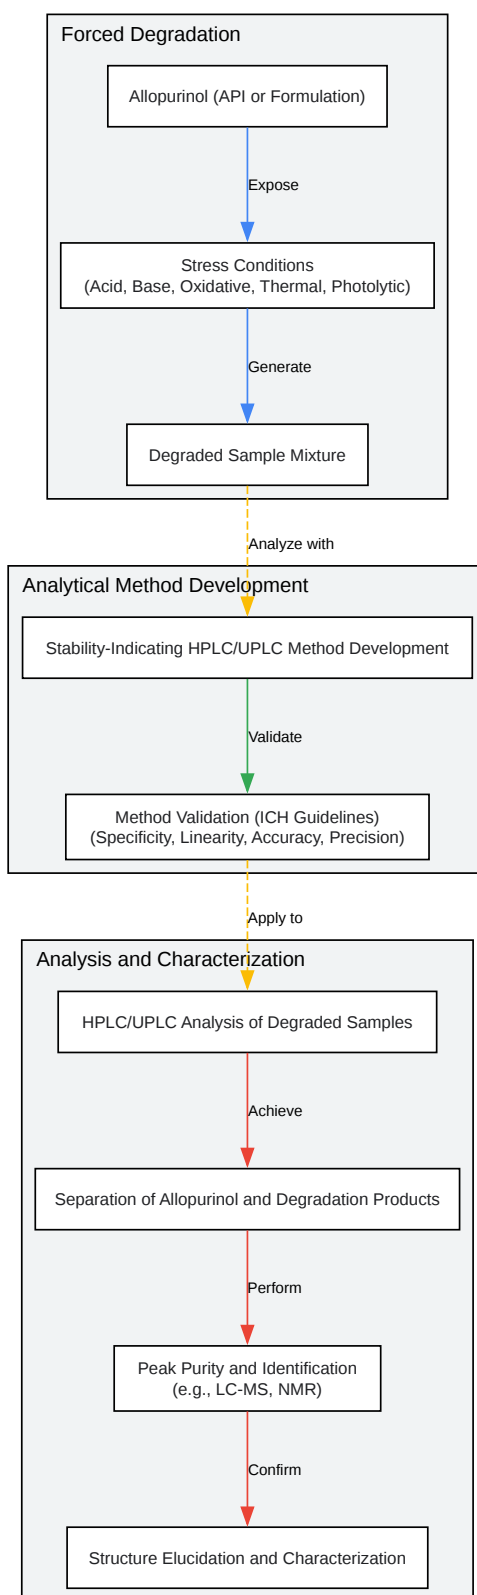 Forced Degradation
Allopurinol (API or Formulation)
Expose
Stress Conditions
(Acid, Base, Oxidative, Thermal, Photolytic)
Generate
Degraded Sample Mixture
Analyze with
Analytical Method Development
Stability-Indicating HPLC/UPLC Method Development
Validate
Method Validation (ICH Guidelines)
(Specificity, Linearity, Accuracy, Precision)
Apply to
Analysis and Characterization
HPLC/UPLC Analysis of Degraded Samples
Achieve
Separation of Allopurinol and Degradation Products
Perform
Peak Purity and Identification
(e.g., LC-MS, NMR)
Confirm
Structure Elucidation and Characterization